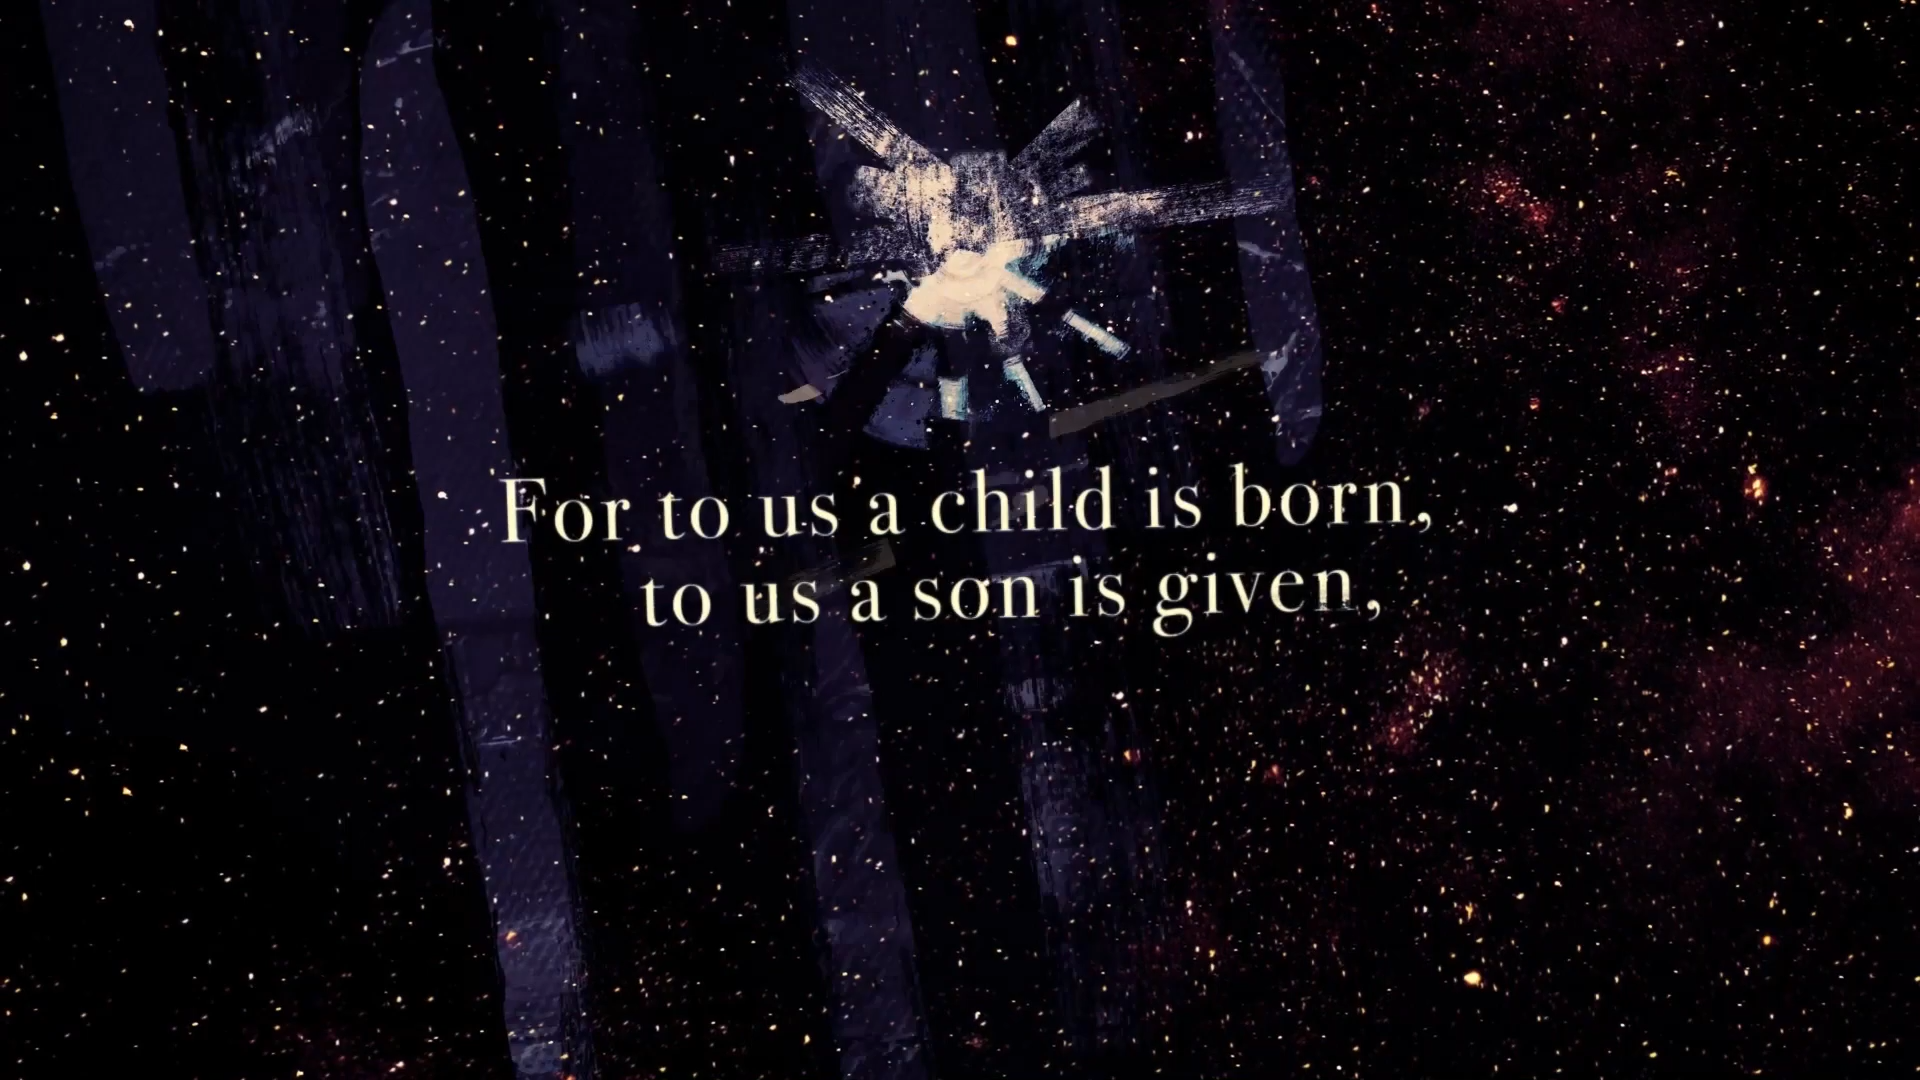 For to us a child is born,
to us a son is given,